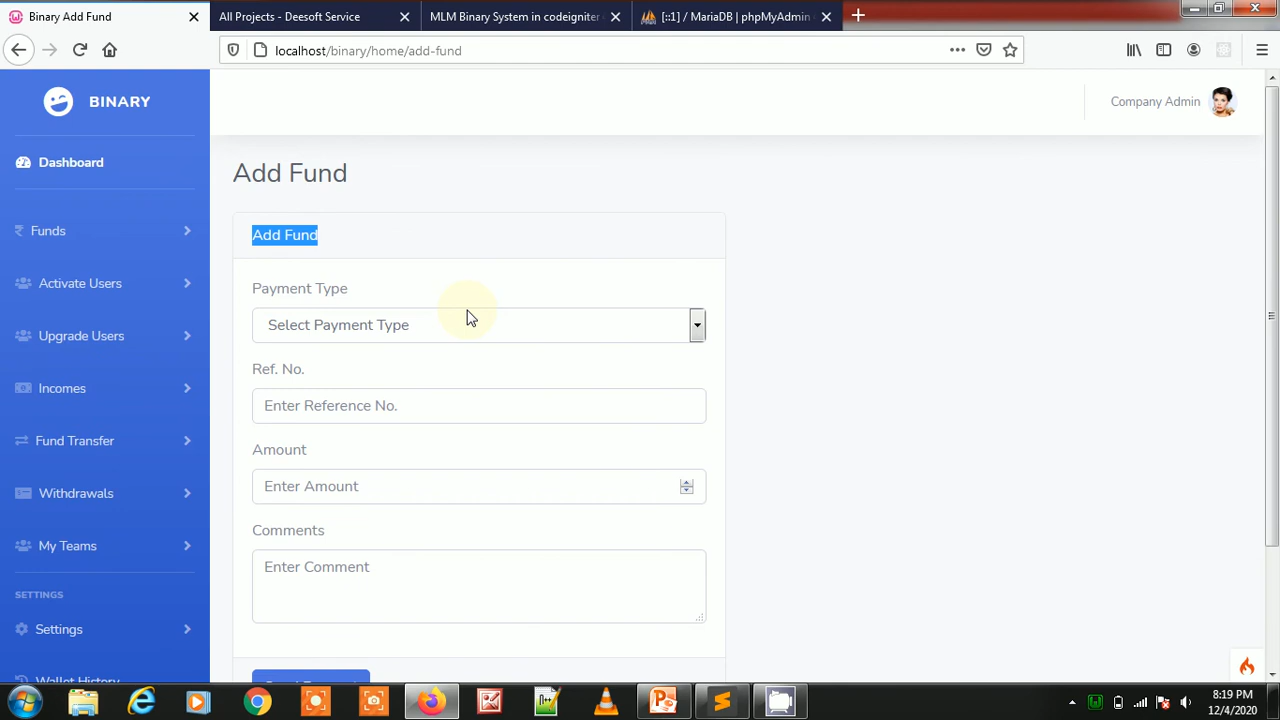 Binary Add Fund
All Projects - Deesoft Service
MLM Binary System in codeigniter
[::1] / MariaDB | phpMyAdmin
localhost/binary/home/add-fund
BINARY
Company Admin
Dashboard
Add Fund
Funds
Add Fund
Activate Users
Payment Type
Select Payment Type
Upgrade Users
Ref. No.
Incomes
Enter Reference No.
Fund Transfer
Amount
Enter Amount
Withdrawals
Comments
My Teams
Enter Comment
SETTINGS
Settings
Wallet History
8:19 PM
12/4/2020